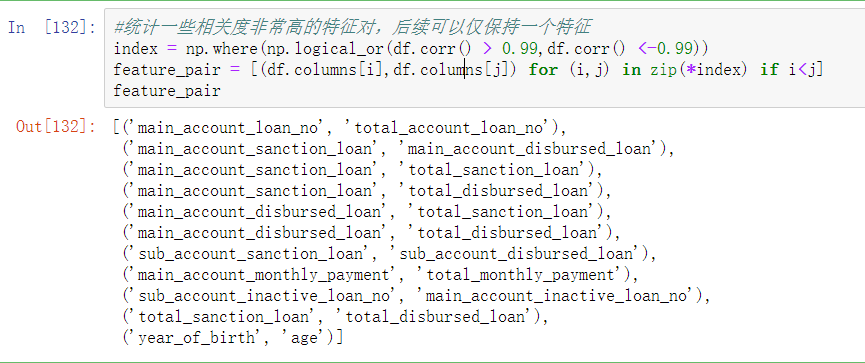 In [132]: #统计一些相关度非常高的特征对，后续可以仅保持一个特征
index = np.where(np.logical_or(df.corr() > 0.99,df.corr() <-0.99))
feature_pair = [(df.columns[i],df.columns[j]) for (i,j) in zip(*index) if i<j]
feature_pair
Out[132]: [('main_account_loan_no', 'total_account_loan_no'),
('main_account_sanction_loan', 'main_account_disbursed_loan'),
('main_account_sanction_loan', 'total_sanction_loan'),
('main_account_sanction_loan', 'total_disbursed_loan'),
('main_account_disbursed_loan', 'total_sanction_loan'),
('main_account_disbursed_loan', 'total_disbursed_loan'),
('sub_account_sanction_loan', 'sub_account_disbursed_loan'),
('main_account_monthly_payment', 'total_monthly_payment'),
('sub_account_inactive_loan_no', 'main_account_inactive_loan_no'),
('total_sanction_loan', 'total_disbursed_loan'),
('year_of_birth', 'age')]